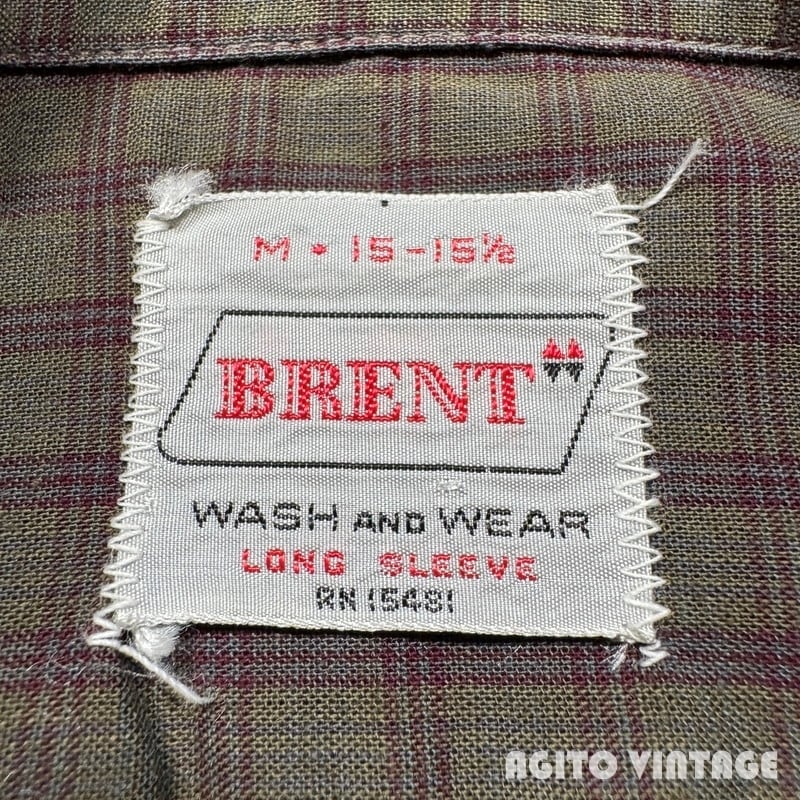 M • 15-15½
BRENT
WASH AND WEAR
LONG SLEEVE
RN 15481
AGITO VINTAGE